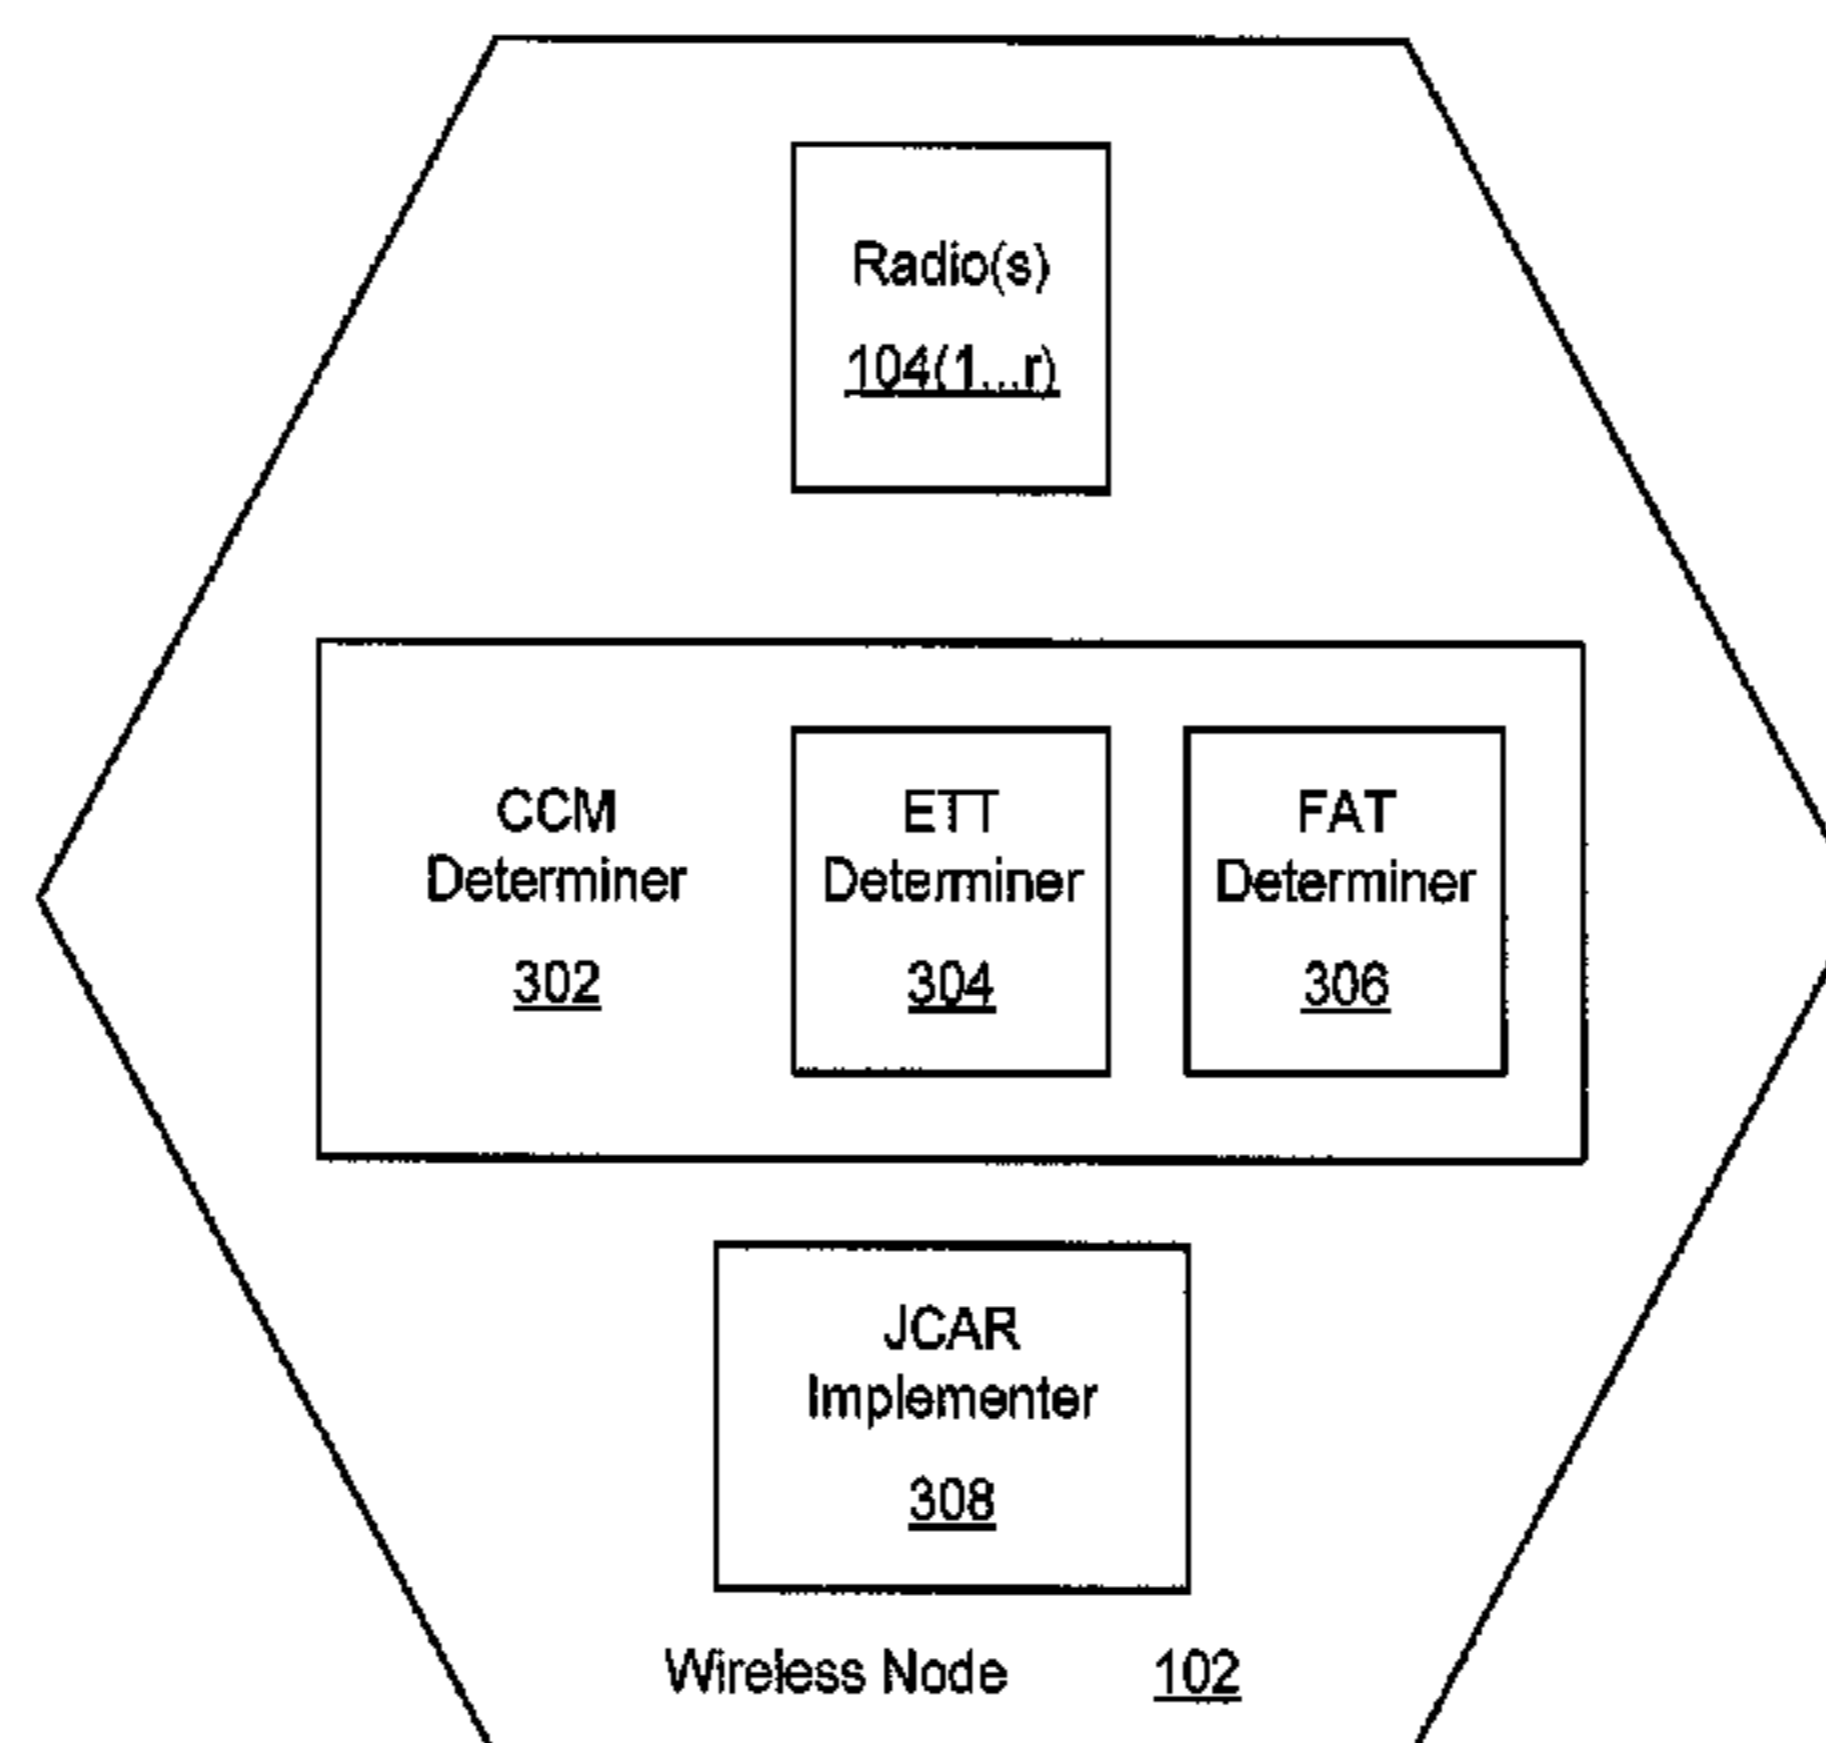 Radio(s)
104(1...r)
CCM
Determiner
302
ETT
Determiner
304
FAT
Determiner
306
JCAR
Implementer
308
Wireless Node 102